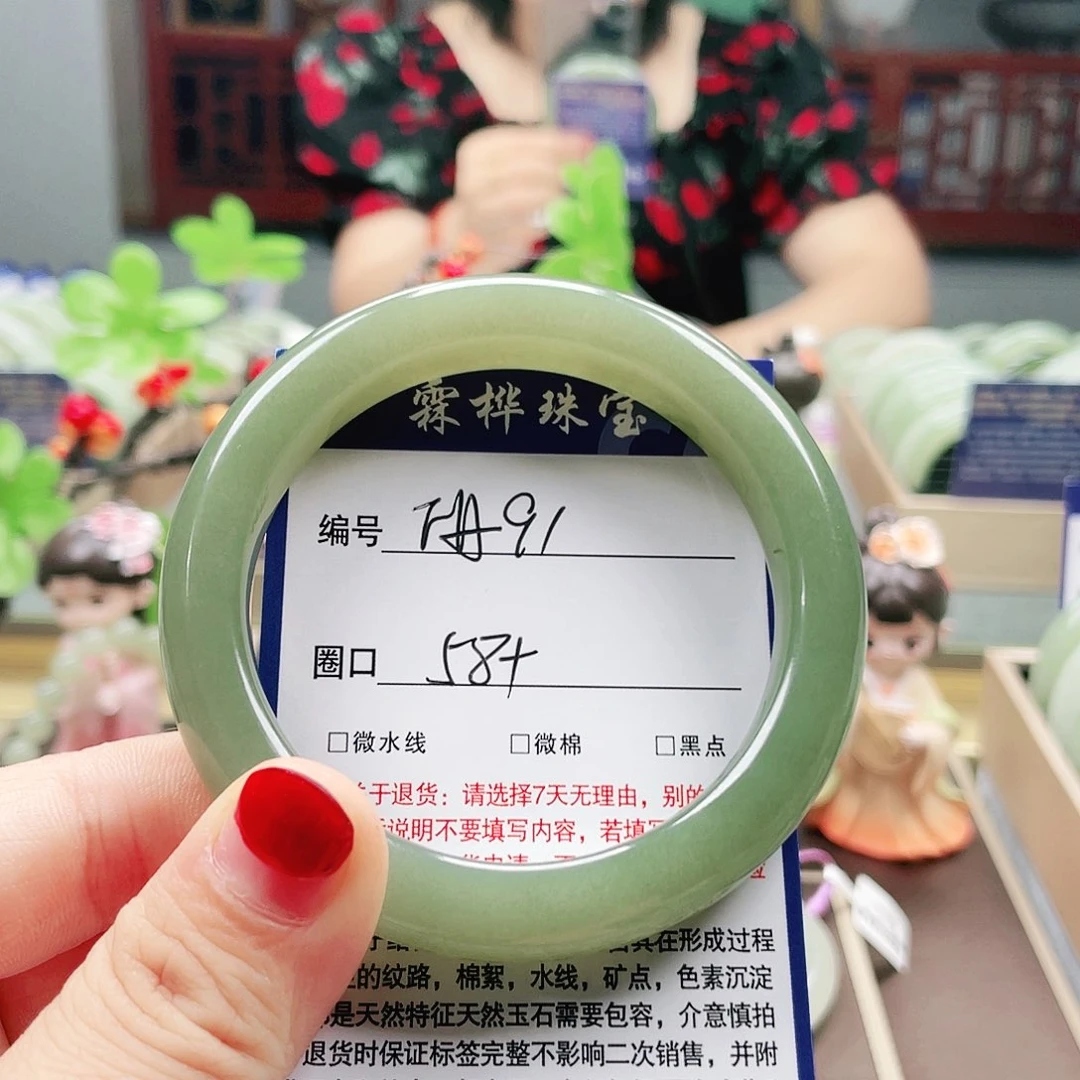 霖桦珠宝
编号 91
圈口 58+
□微水线 □微棉 □黑点
于退货：请选择7天无理由，别的
说明不要填写内容，若填写
其在形成过程
的纹路，棉絮，水线，矿点，色素沉淀
是天然特征天然玉石需要包容，介意慎拍
退货时保证标签完整不影响二次销售，并附